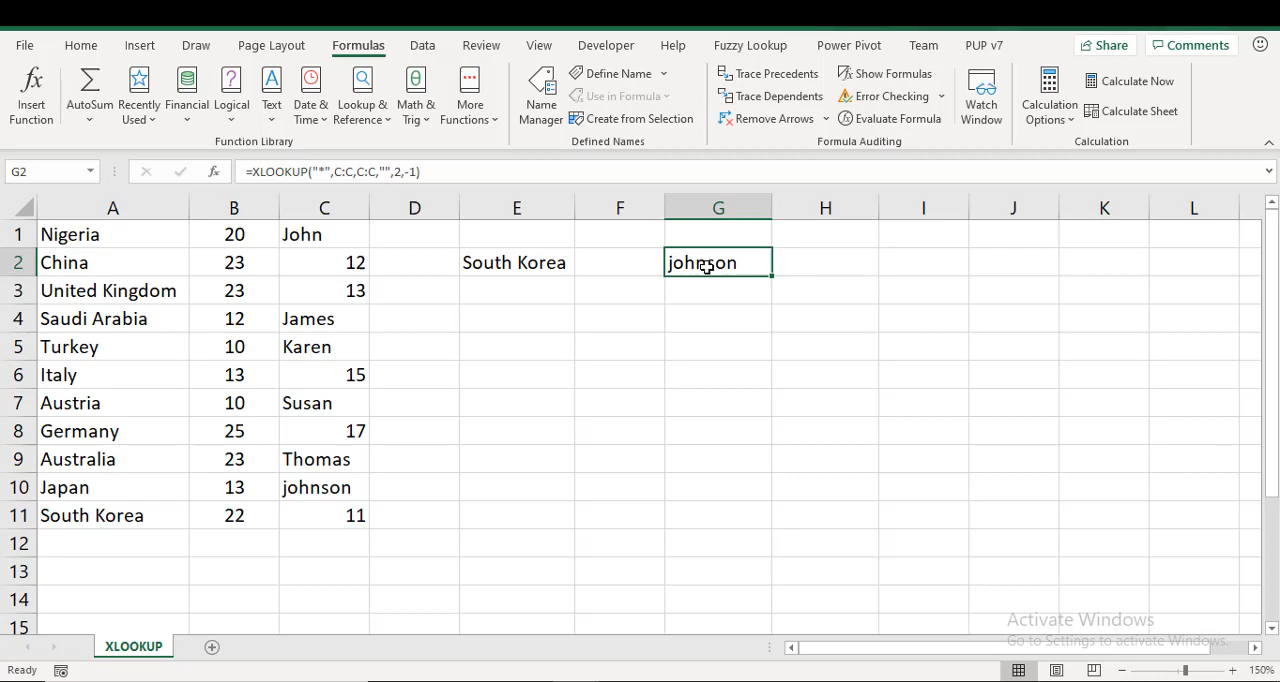 File Home Insert Draw Page Layout Formulas Data Review View Developer Help Fuzzy Lookup Power Pivot Team PUP v7 Share Comments
Insert Function
AutoSum
Recently Used
Financial
Logical
Text
Date & Time
Lookup & Reference
Math & Trig
More Functions
Function Library
Name Manager
Define Name
Use in Formula
Create from Selection
Defined Names
Trace Precedents
Trace Dependents
Remove Arrows
Show Formulas
Error Checking
Evaluate Formula
Formula Auditing
Watch Window
Calculation Options
Calculate Now
Calculate Sheet
Calculation
G2 fx =XLOOKUP("*",C:C,C:C,"",2,-1)
A B C D E F G H I J K L
1 Nigeria 20 John
2 China 23 12 South Korea johnson
3 United Kingdom 23 13
4 Saudi Arabia 12 James
5 Turkey 10 Karen
6 Italy 13 15
7 Austria 10 Susan
8 Germany 25 17
9 Australia 23 Thomas
10 Japan 13 johnson
11 South Korea 22 11
12
13
14
15
Activate Windows
Go to Settings to activate Windows.
XLOOKUP
Ready 150%